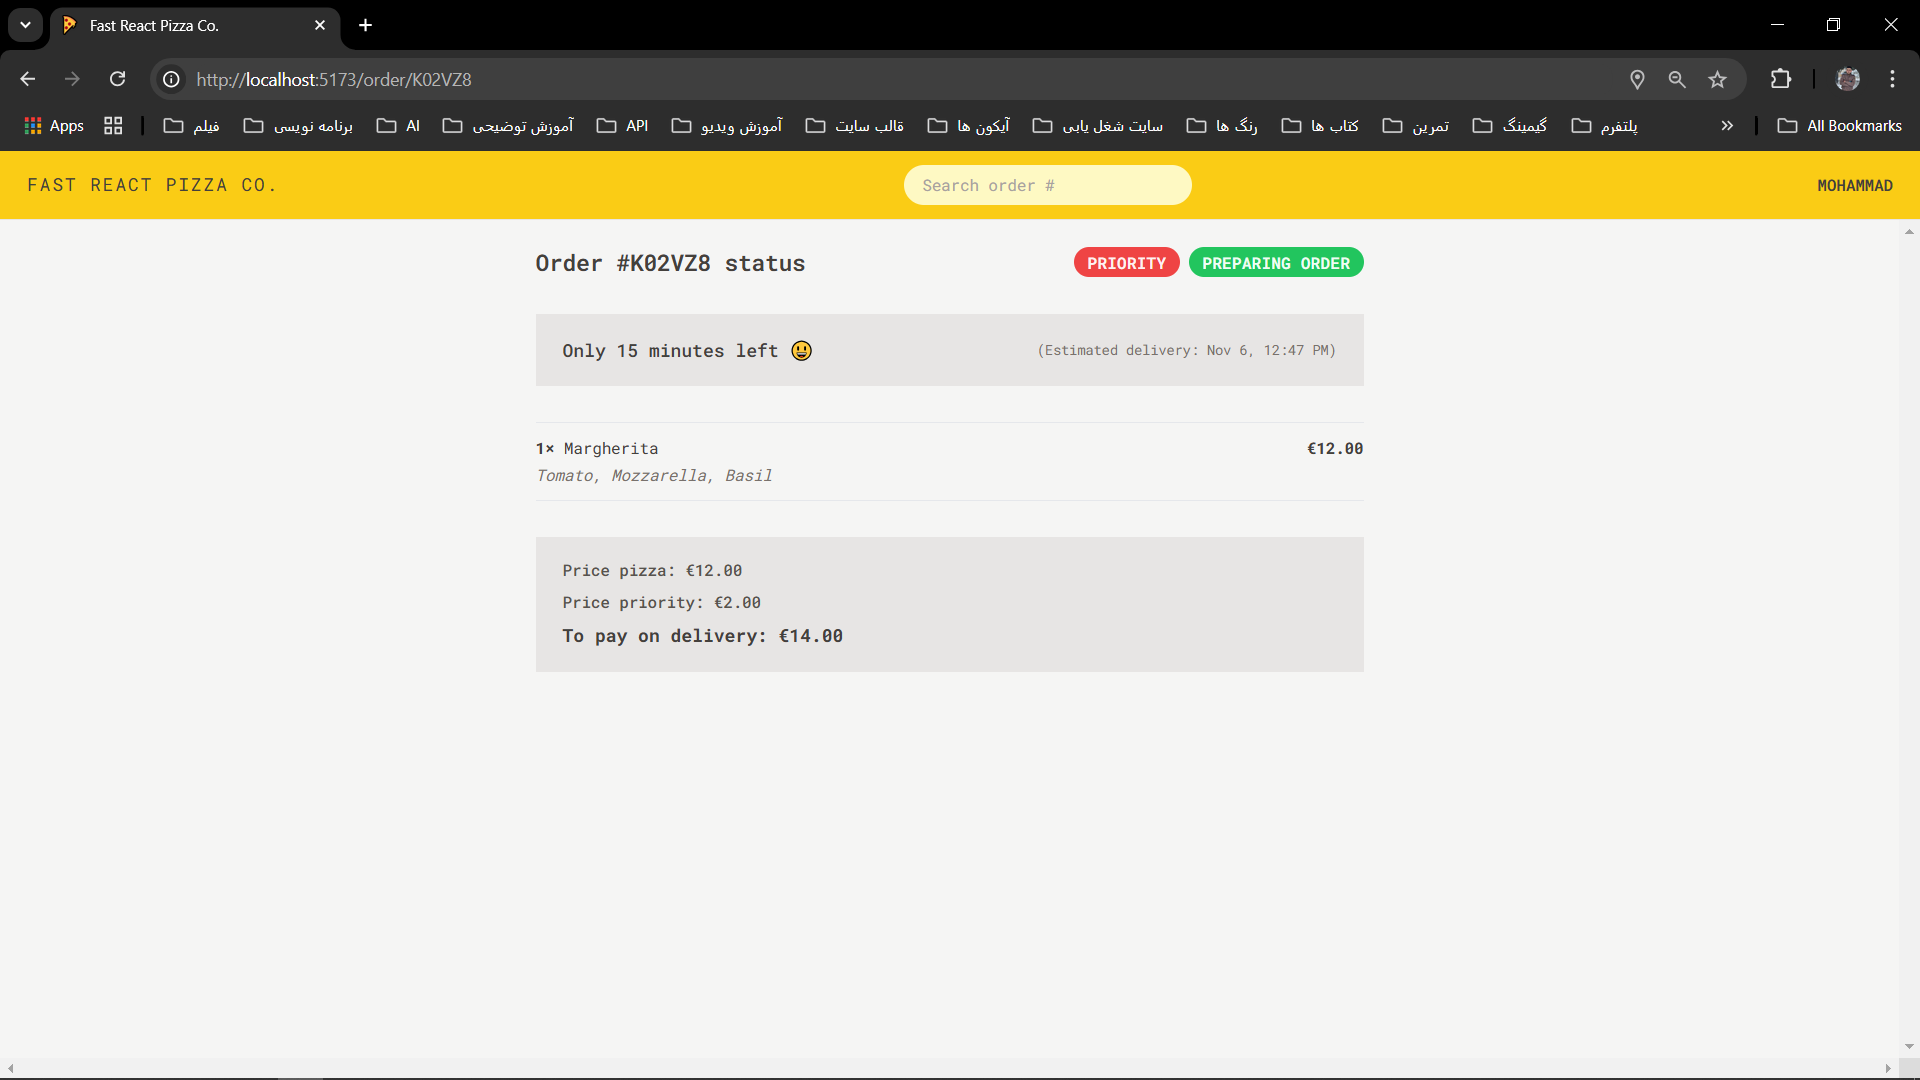 Fast React Pizza Co.
http://localhost:5173/order/K02VZ8
Apps فیلم برنامه نویسی AI آموزش توضیحی API آموزش ویدیو قالب سایت آیکون ها سایت شغل یابی رنگ ها کتاب ها تمرین گیمینگ پلتفرم » All Bookmarks
FAST REACT PIZZA CO. Search order # MOHAMMAD
Order #K02VZ8 status PRIORITY PREPARING ORDER
Only 15 minutes left 😃 (Estimated delivery: Nov 6, 12:47 PM)
1× Margherita €12.00
Tomato, Mozzarella, Basil
Price pizza: €12.00
Price priority: €2.00
To pay on delivery: €14.00